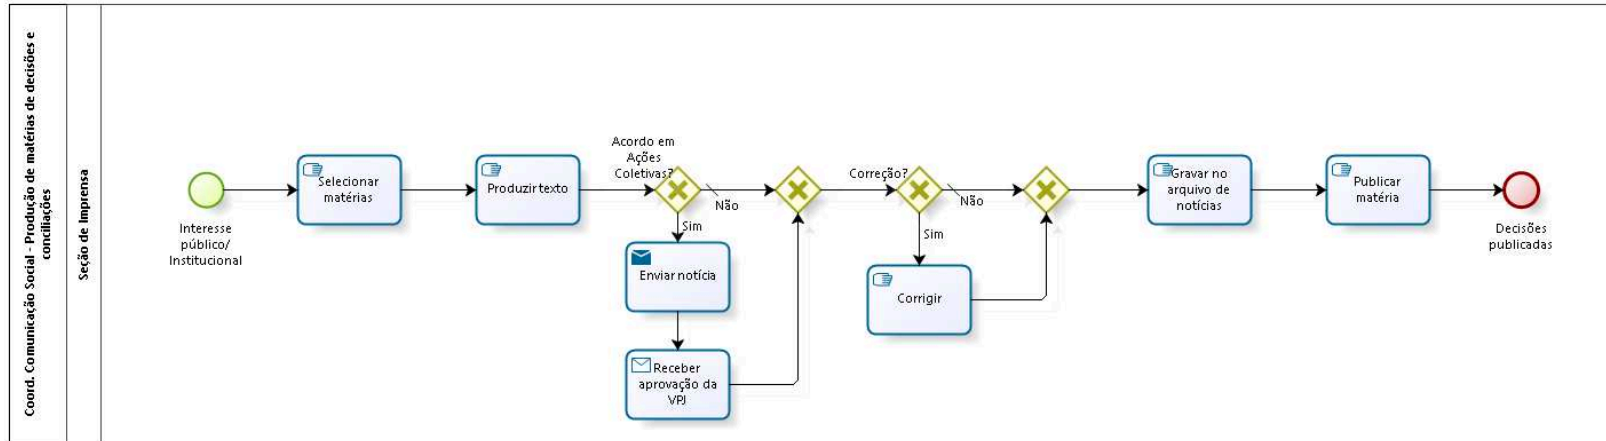 Coord. Comunicação Social - Produção de matérias de decisões e
conciliações
Seção de Imprensa
Interesse
público/
Institucional
Selecionar
matérias
Produzir texto
Acordo em
Ações
Coletivas?
Não
Sim
Enviar notícia
Receber
aprovação da
VPJ
Correção?
Não
Sim
Corrigir
Gravar no
arquivo de
notícias
Publicar
matéria
Decisões
publicadas